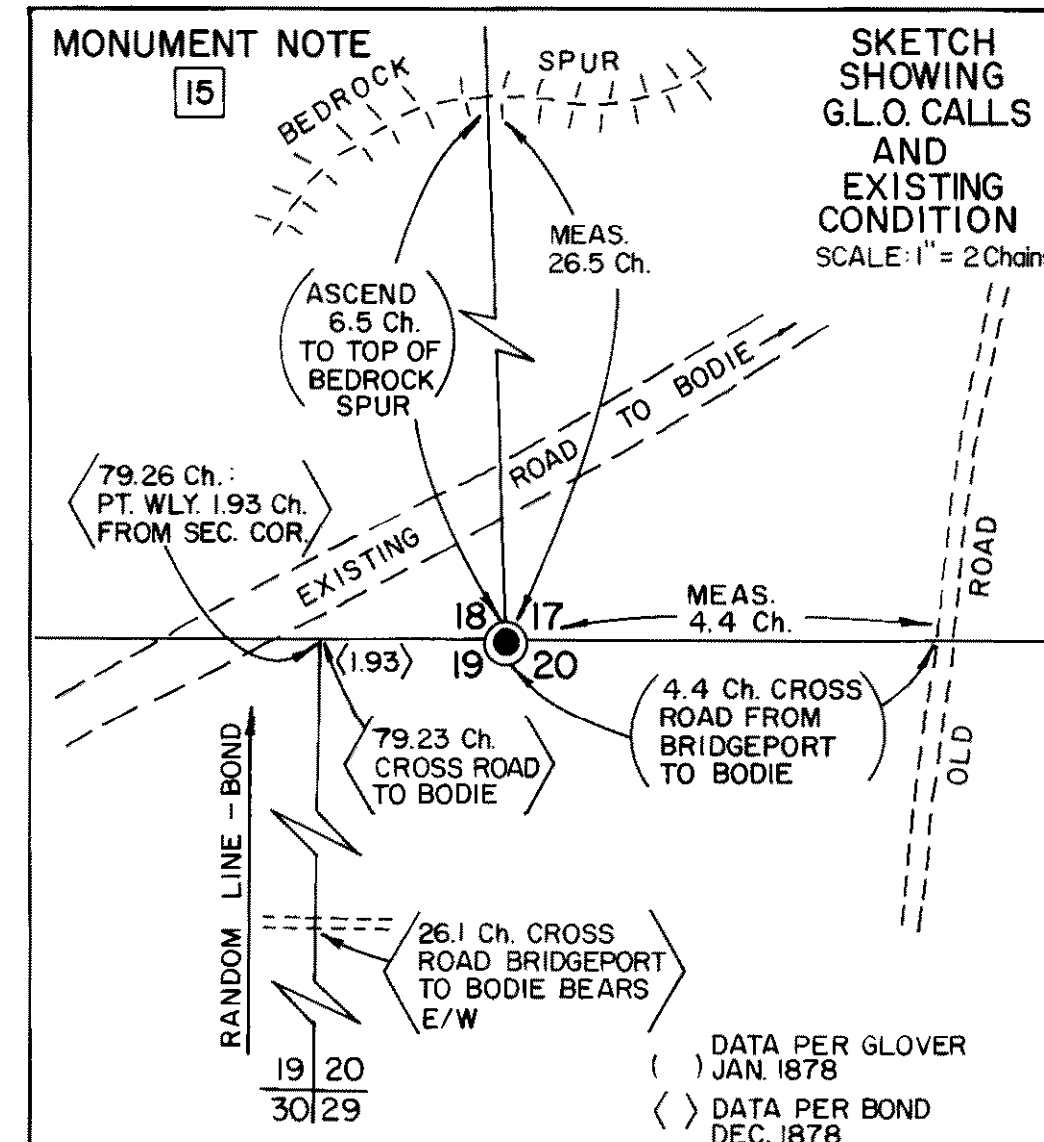 MONUMENT NOTE
15
SKETCH
SHOWING
G.L.O. CALLS
AND
EXISTING
CONDITION
SCALE: 1" = 2 Chains
BEDROCK SPUR
MEAS.
26.5 Ch.
(ASCEND
6.5 Ch.
TO TOP OF
BEDROCK
SPUR)
EXISTING ROAD TO BODIE
〈79.26 Ch.:
PT. WLY. 1.93 Ch.
FROM SEC. COR.〉
18 17
19 20
〈1.93〉
MEAS.
4.4 Ch.
OLD ROAD
(4.4 Ch. CROSS
ROAD FROM
BRIDGEPORT
TO BODIE)
〈79.23 Ch.
CROSS ROAD
TO BODIE〉
RANDOM LINE - BOND
〈26.1 Ch. CROSS
ROAD BRIDGEPORT
TO BODIE BEARS
E/W〉
19 20
30 29
( ) DATA PER GLOVER
JAN. 1878
〈 〉 DATA PER BOND
DEC. 1878